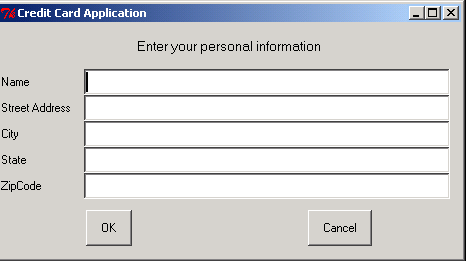 Credit Card Application
Enter your personal information
Name
Street Address
City
State
ZipCode
OK Cancel